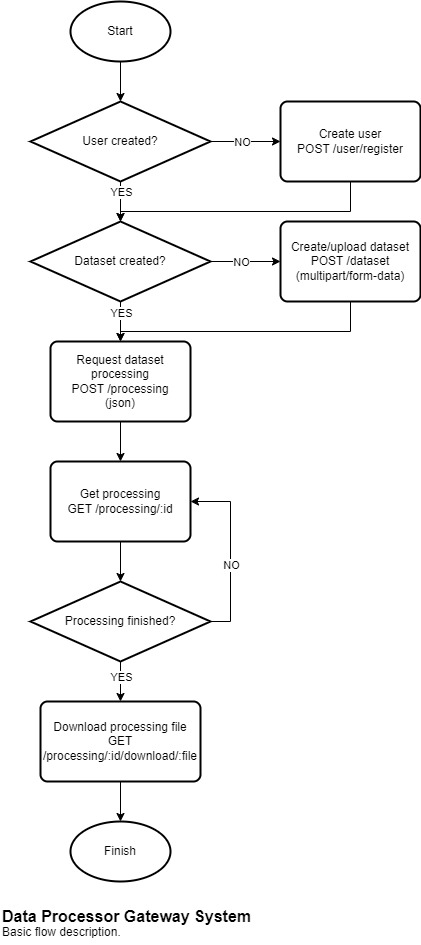 Start
User created?
NO
Create user
POST /user/register
YES
Dataset created?
NO
Create/upload dataset
POST /dataset
(multipart/form-data)
YES
Request dataset
processing
POST /processing
(json)
Get processing
GET /processing/:id
NO
Processing finished?
YES
Download processing file
GET
/processing/:id/download/:file
Finish
Data Processor Gateway System
Basic flow description.